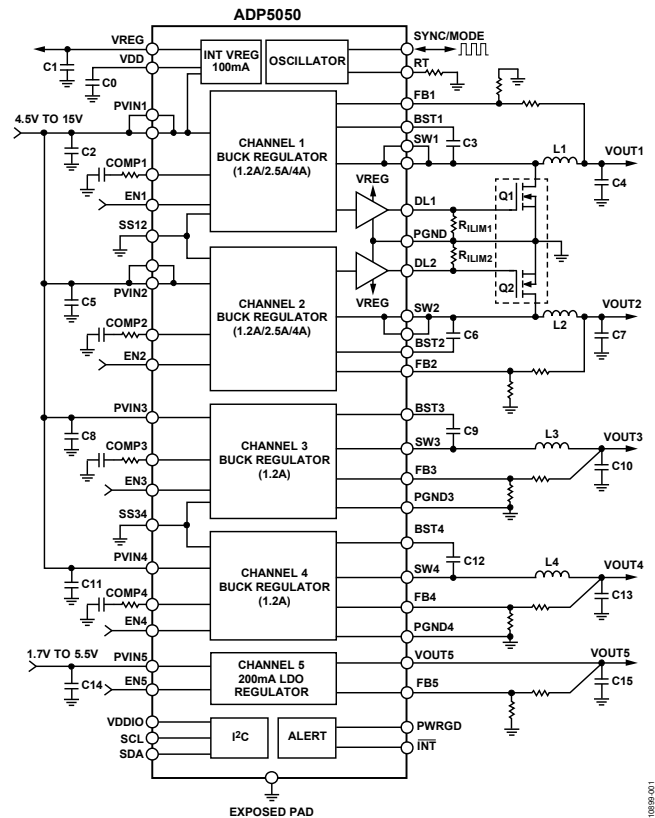 ADP5050
VREG
C1
VDD
C0
INT VREG
100mA
OSCILLATOR
SYNC/MODE
RT
4.5V TO 15V
PVIN1
C2
COMP1
EN1
CHANNEL 1
BUCK REGULATOR
(1.2A/2.5A/4A)
FB1
BST1
C3
SW1
L1
VOUT1
C4
VREG
DL1
Q1
RILIM1
PGND
RILIM2
DL2
Q2
VREG
SS12
PVIN2
C5
COMP2
EN2
CHANNEL 2
BUCK REGULATOR
(1.2A/2.5A/4A)
SW2
C6
BST2
FB2
L2
VOUT2
C7
PVIN3
C8
COMP3
EN3
CHANNEL 3
BUCK REGULATOR
(1.2A)
BST3
C9
SW3
L3
VOUT3
FB3
C10
PGND3
SS34
PVIN4
C11
COMP4
EN4
CHANNEL 4
BUCK REGULATOR
(1.2A)
BST4
C12
SW4
L4
VOUT4
FB4
C13
PGND4
1.7V TO 5.5V
PVIN5
C14
EN5
CHANNEL 5
200mA LDO
REGULATOR
VOUT5
VOUT5
FB5
C15
VDDIO
SCL
SDA
I2C
ALERT
PWRGD
INT
EXPOSED PAD
10899-001